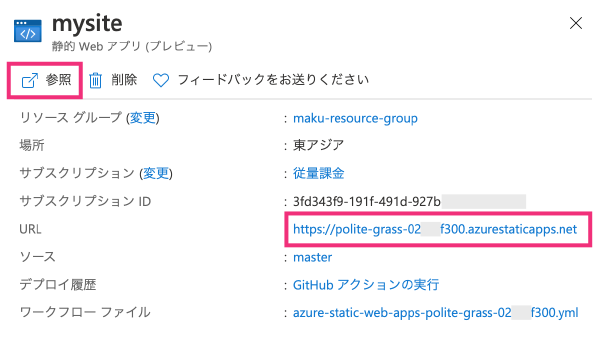 mysite
静的 Web アプリ (プレビュー)
参照 削除 フィードバックをお送りください
リソース グループ (変更) : maku-resource-group
場所 : 東アジア
サブスクリプション (変更) : 従量課金
サブスクリプション ID : 3fd343f9-191f-491d-927b
URL https://polite-grass-02 f300.azurestaticapps.net
ソース : master
デプロイ履歴 : GitHub アクションの実行
ワークフロー ファイル : azure-static-web-apps-polite-grass-02 f300.yml